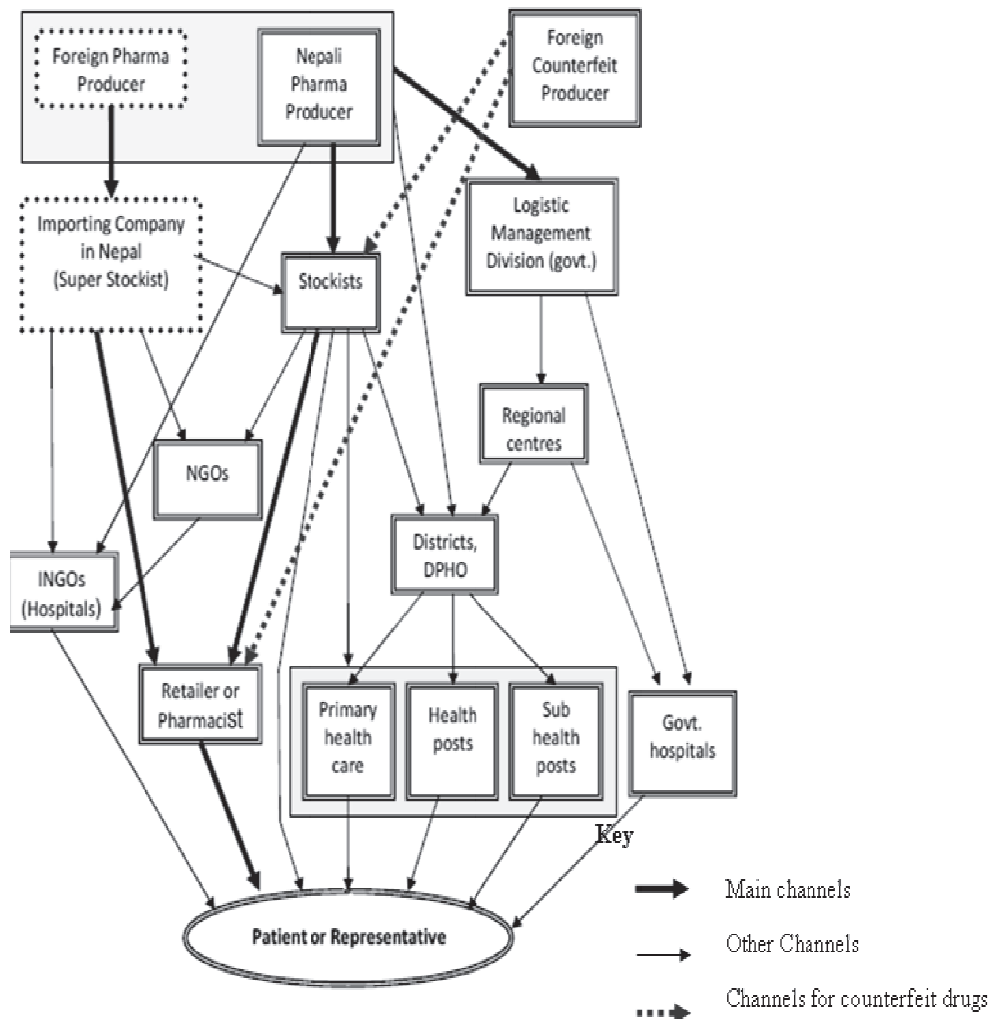 Foreign Pharma
Producer
Nepali
Pharma
Producer
Foreign
Counterfeit
Producer
Importing Company
in Nepal
(Super Stockist)
Stockists
Logistic
Management
Division (govt.)
Regional
centres
NGOs
Districts,
DPHO
INGOs
(Hospitals)
Retailer or
Pharmacist
Primary
health
care
Health
posts
Sub
health
posts
Govt.
hospitals
Patient or Representative
Key
Main channels
Other Channels
Channels for counterfeit drugs